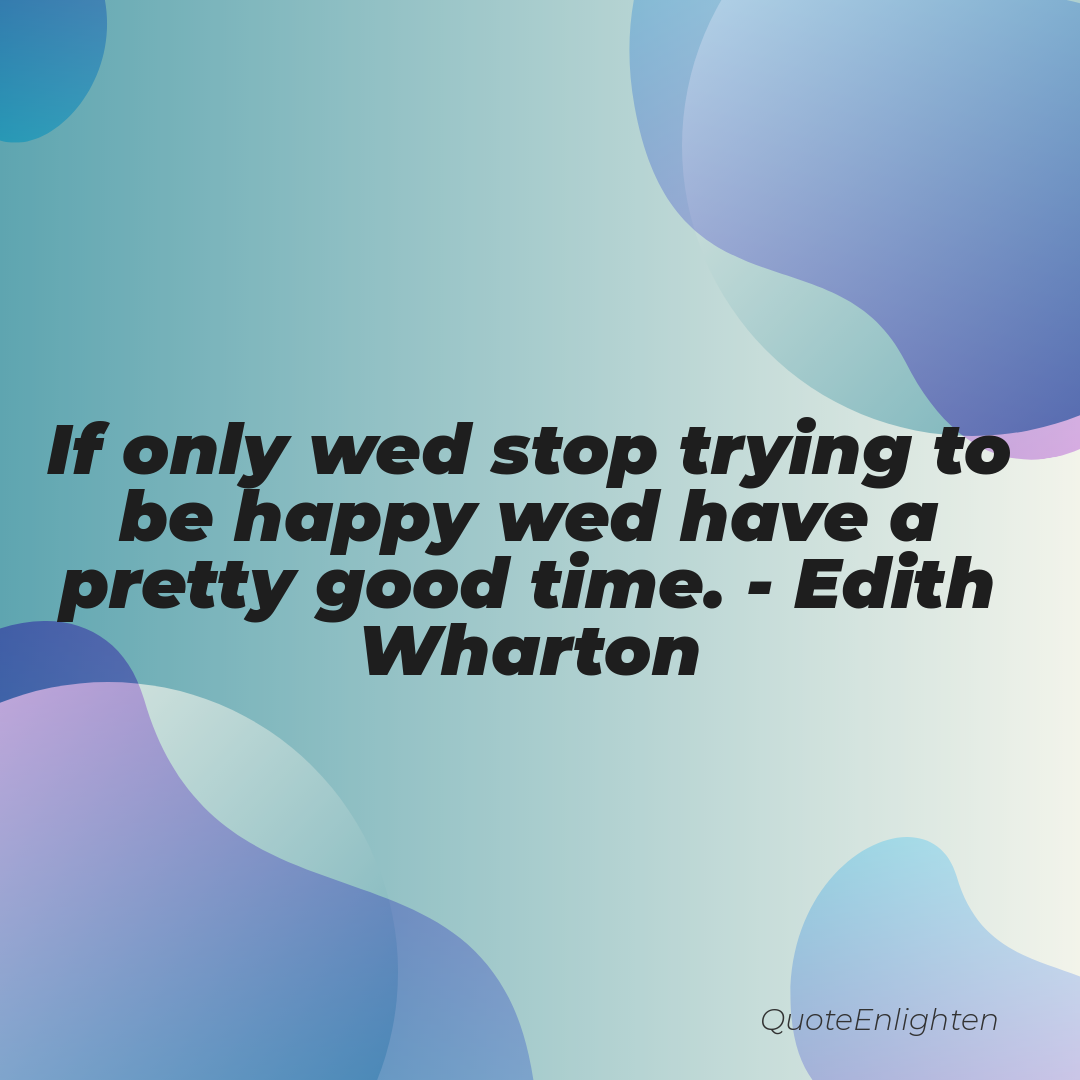 If only wed stop trying to
be happy wed have a
pretty good time. - Edith
Wharton
QuoteEnlighten